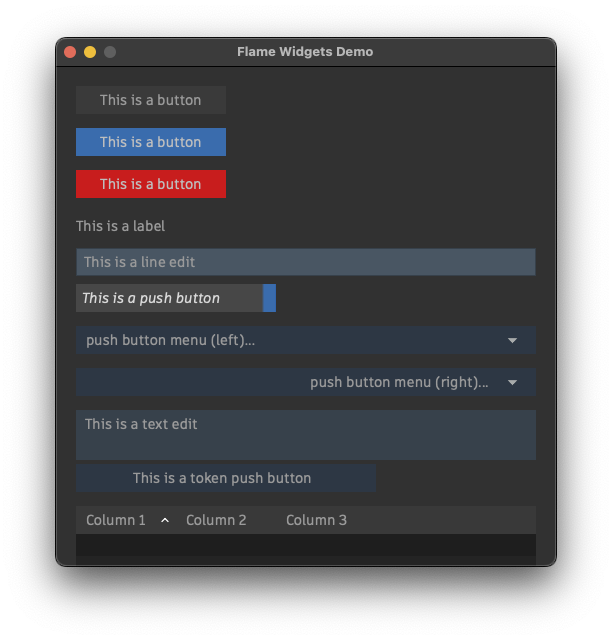 Flame Widgets Demo
This is a button
This is a button
This is a button
This is a label
This is a line edit
This is a push button
push button menu (left)...
push button menu (right)...
This is a text edit
This is a token push button
Column 1 Column 2 Column 3